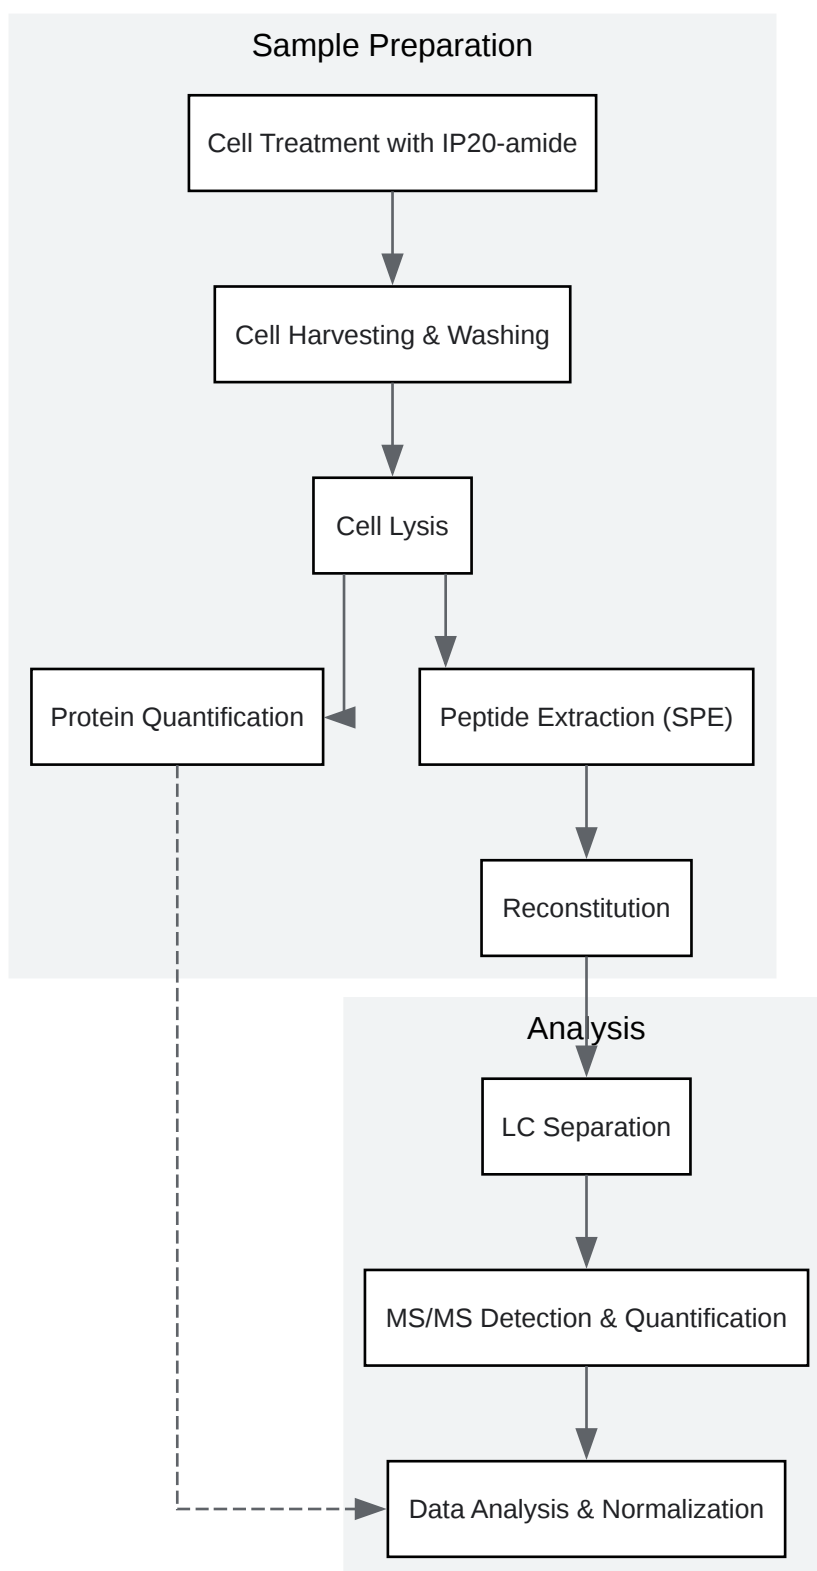 Sample Preparation
Cell Treatment with IP20-amide
Cell Harvesting & Washing
Cell Lysis
Protein Quantification
Peptide Extraction (SPE)
Reconstitution
Analysis
LC Separation
MS/MS Detection & Quantification
Data Analysis & Normalization